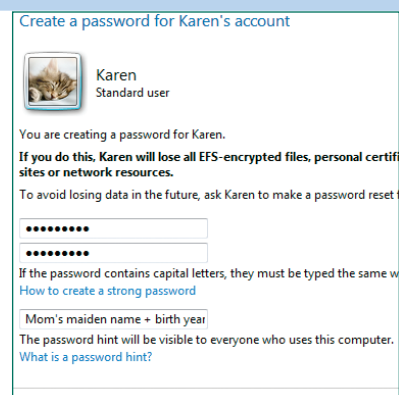 Create a password for Karen's account
Karen
Standard user
You are creating a password for Karen.
If you do this, Karen will lose all EFS-encrypted files, personal certifi
sites or network resources.
To avoid losing data in the future, ask Karen to make a password reset f
●●●●●●●●●
●●●●●●●●●
If the password contains capital letters, they must be typed the same w
How to create a strong password
Mom's maiden name + birth year
The password hint will be visible to everyone who uses this computer.
What is a password hint?